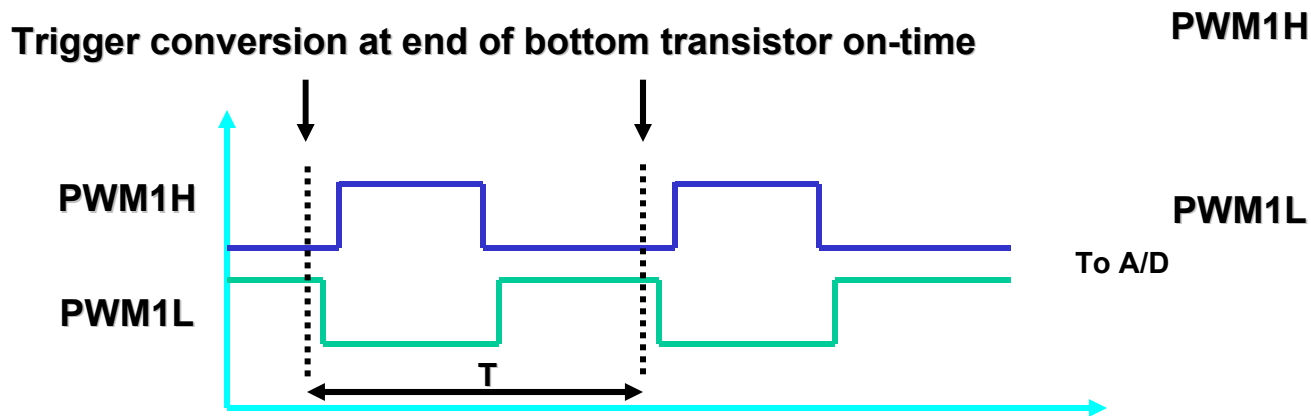 Trigger conversion at end of bottom transistor on-time
PWM1H
PWM1H
PWM1L
To A/D
PWM1L
T